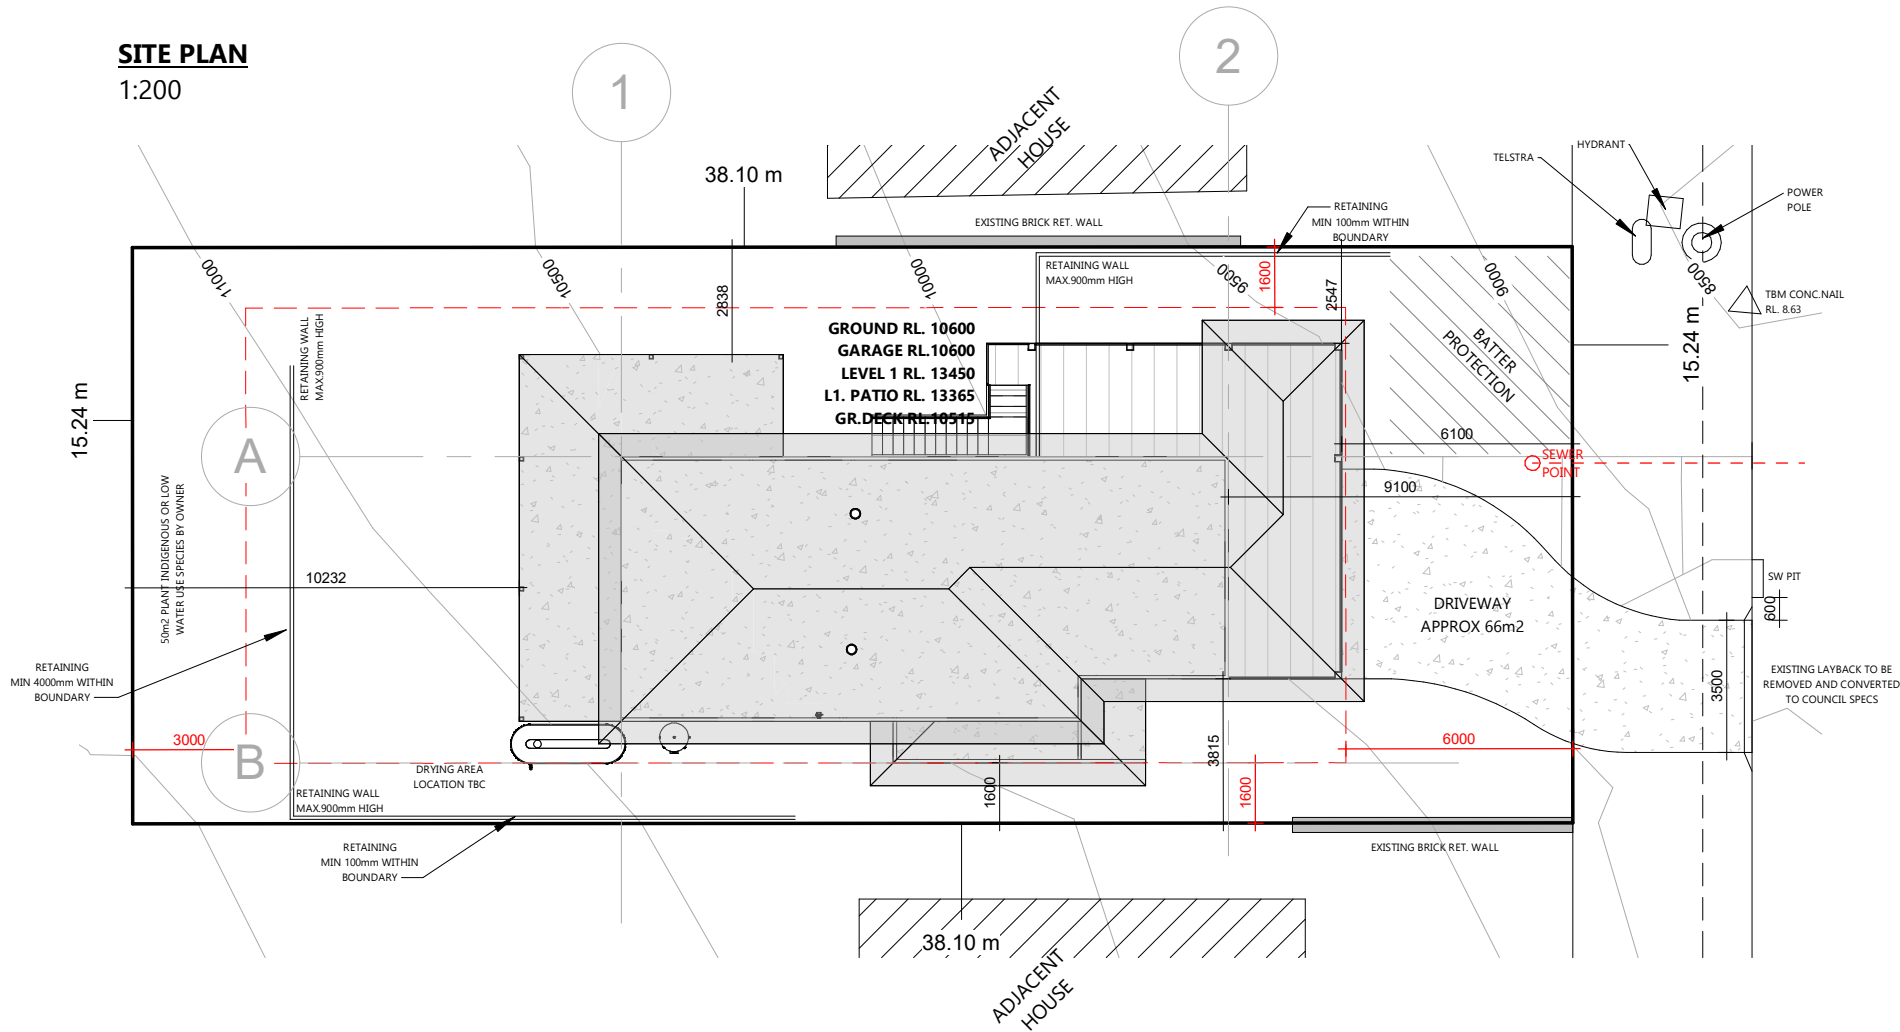 SITE PLAN
1:200
1
2
ADJACENT
HOUSE
38.10 m
EXISTING BRICK RET. WALL
RETAINING
MIN 100mm WITHIN
BOUNDARY
TELSTRA
HYDRANT
POWER
POLE
TBM CONC.NAIL
RL. 8.63
11000
10500
10000
9500
9000
8500
RETAINING WALL
MAX.900mm HIGH
1600
2547
2838
RETAINING WALL
MAX.900mm HIGH
GROUND RL. 10600
GARAGE RL.10600
LEVEL 1 RL. 13450
L1. PATIO RL. 13365
GR.DECK RL.10515
BATTER
PROTECTION
15.24 m
15.24 m
A
6100
SEWER
POINT
9100
50m2 PLANT INDIGENOUS OR LOW
WATER USE SPECIES BY OWNER
10232
DRIVEWAY
APPROX 66m2
SW PIT
600
RETAINING
MIN 4000mm WITHIN
BOUNDARY
3500
EXISTING LAYBACK TO BE
REMOVED AND CONVERTED
TO COUNCIL SPECS
3000
B
6000
DRYING AREA
LOCATION TBC
3815
1600
1600
RETAINING WALL
MAX.900mm HIGH
RETAINING
MIN 100mm WITHIN
BOUNDARY
EXISTING BRICK RET. WALL
38.10 m
ADJACENT
HOUSE